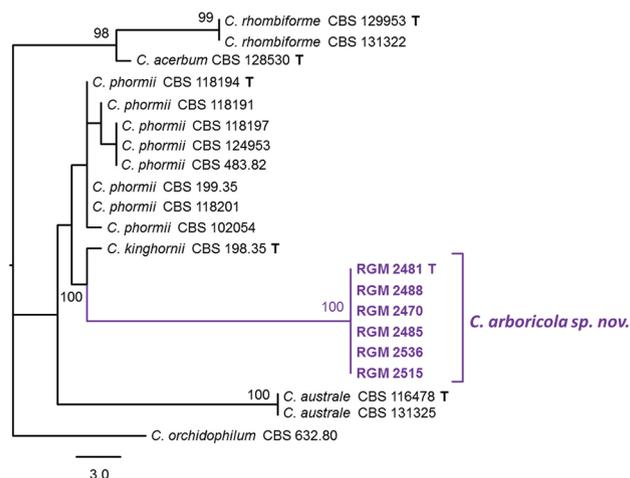 99
C. rhombiforme CBS 129953 T
98
C. rhombiforme CBS 131322
C. acerbum CBS 128530 T
C. phormii CBS 118194 T
C. phormii CBS 118191
C. phormii CBS 118197
C. phormii CBS 124953
C. phormii CBS 483.82
C. phormii CBS 199.35
C. phormii CBS 118201
C. phormii CBS 102054
C. kinghornii CBS 198.35 T
100
RGM 2481 T
RGM 2488
100
RGM 2470
RGM 2485
RGM 2536
RGM 2515
C. arboricola sp. nov.
100
C. australe CBS 116478 T
C. australe CBS 131325
C. orchidophilum CBS 632.80
3.0